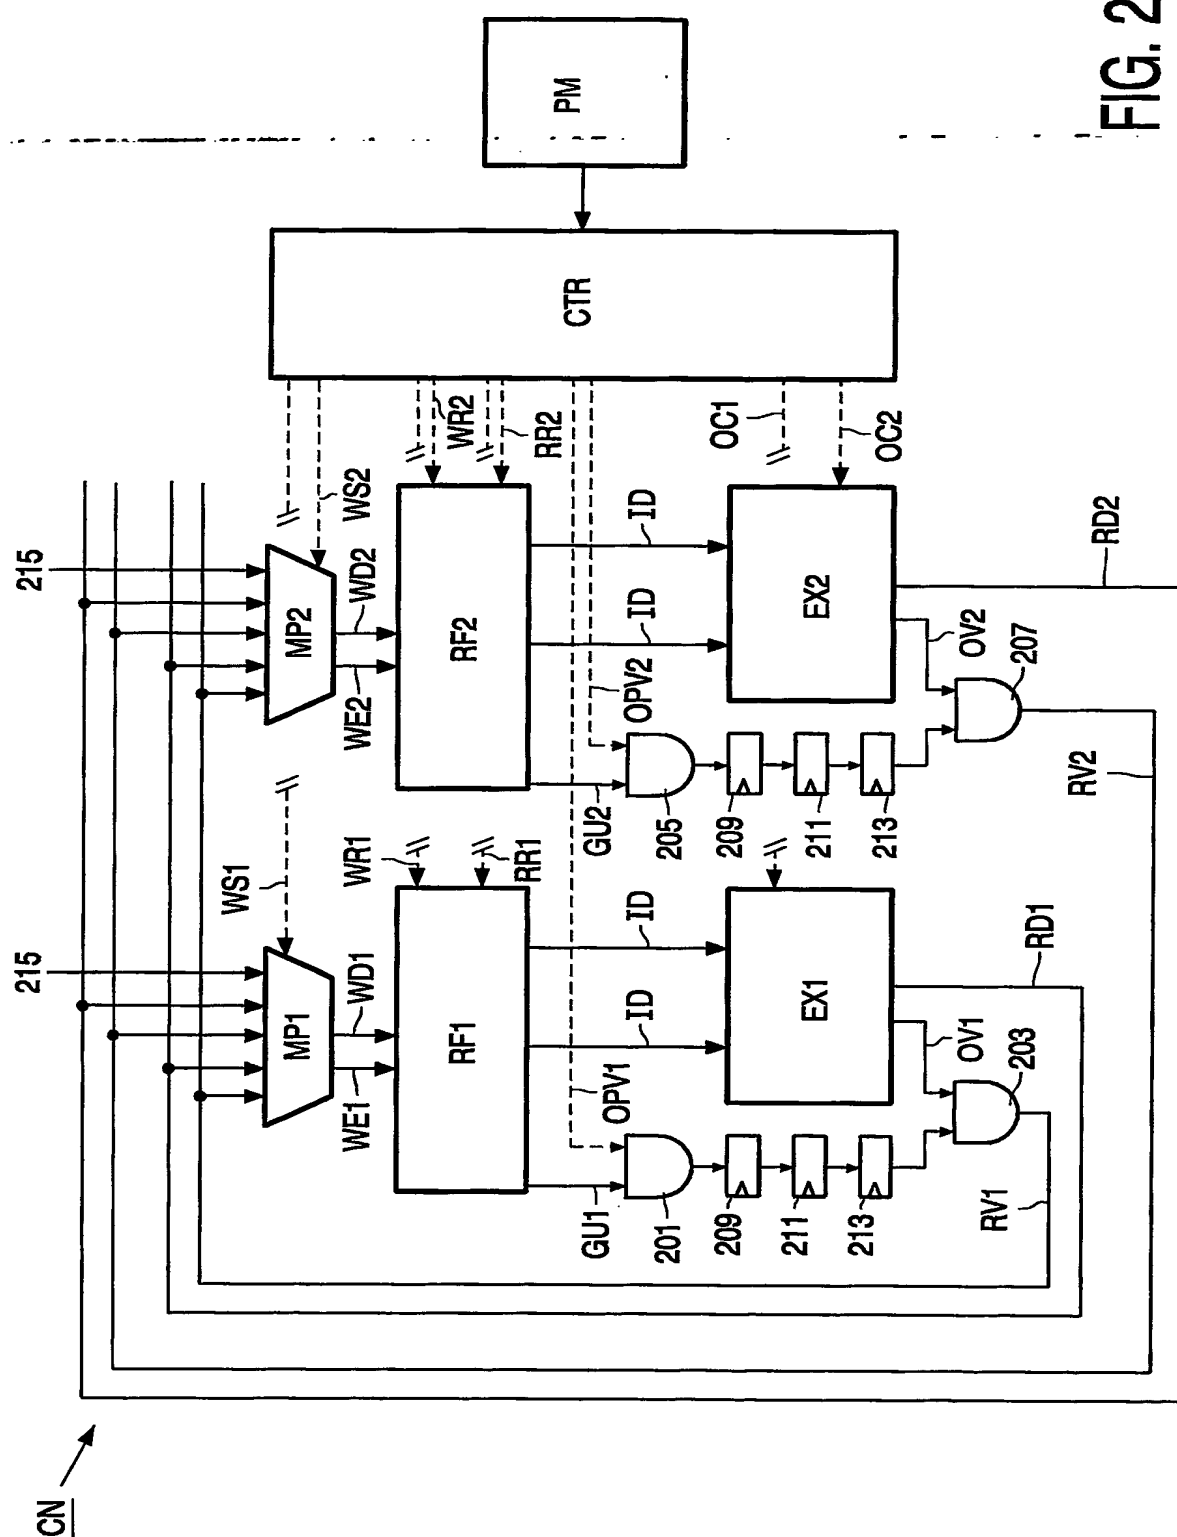 CN
215
215
WS1
WS2
MP1
MP2
WE1
WD1
WE2
WD2
WR1
WR2
RR1
RR2
RF1
RF2
CTR
PM
GU1
OPV1
ID
ID
GU2
OPV2
ID
ID
201
205
OC1
OC2
209
211
213
EX1
209
211
213
EX2
OV1
203
RD1
OV2
207
RD2
RV1
RV2
FIG. 2